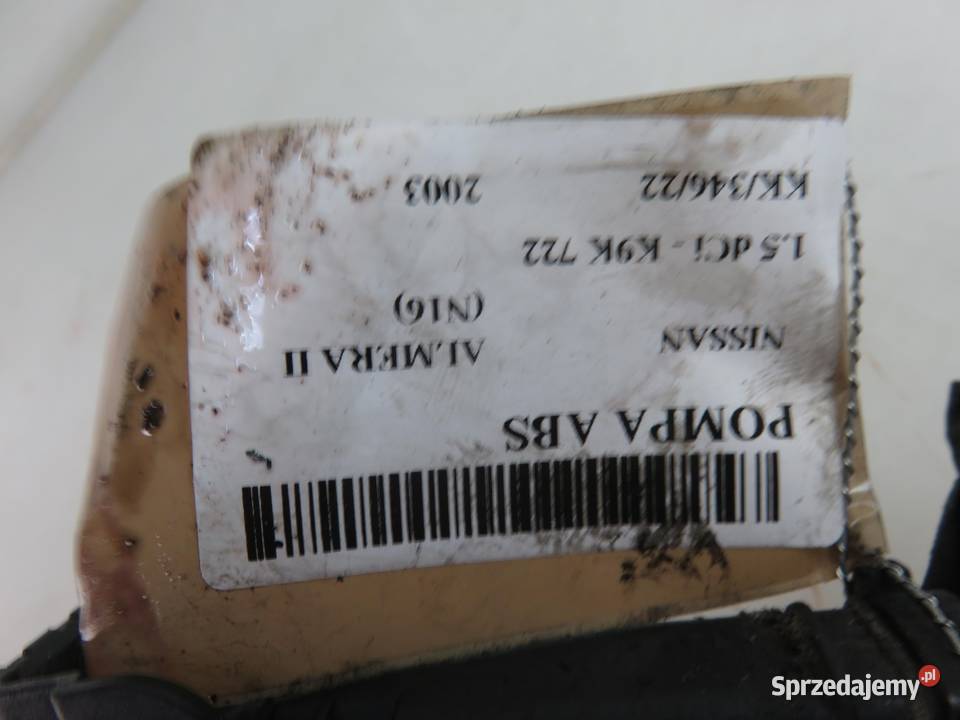 POMPA ABS
NISSAN ALMERA II
(N16)
1.5 dCi - K9K 722
KK/346/22 2003
Sprzedajemy.pl